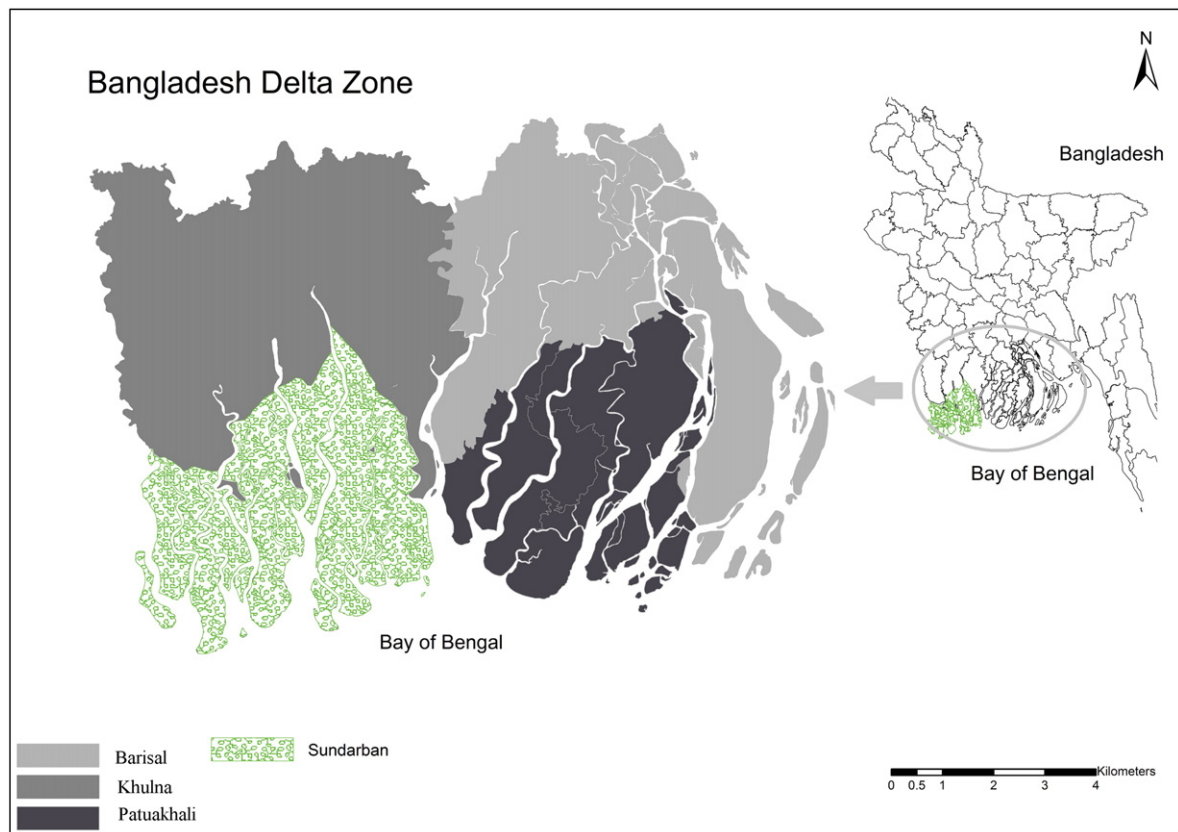 N
Bangladesh Delta Zone
Bangladesh
Bay of Bengal
Bay of Bengal
Barisal
Sundarban
Khulna
Patuakhali
Kilometers
0 0.5 1 2 3 4